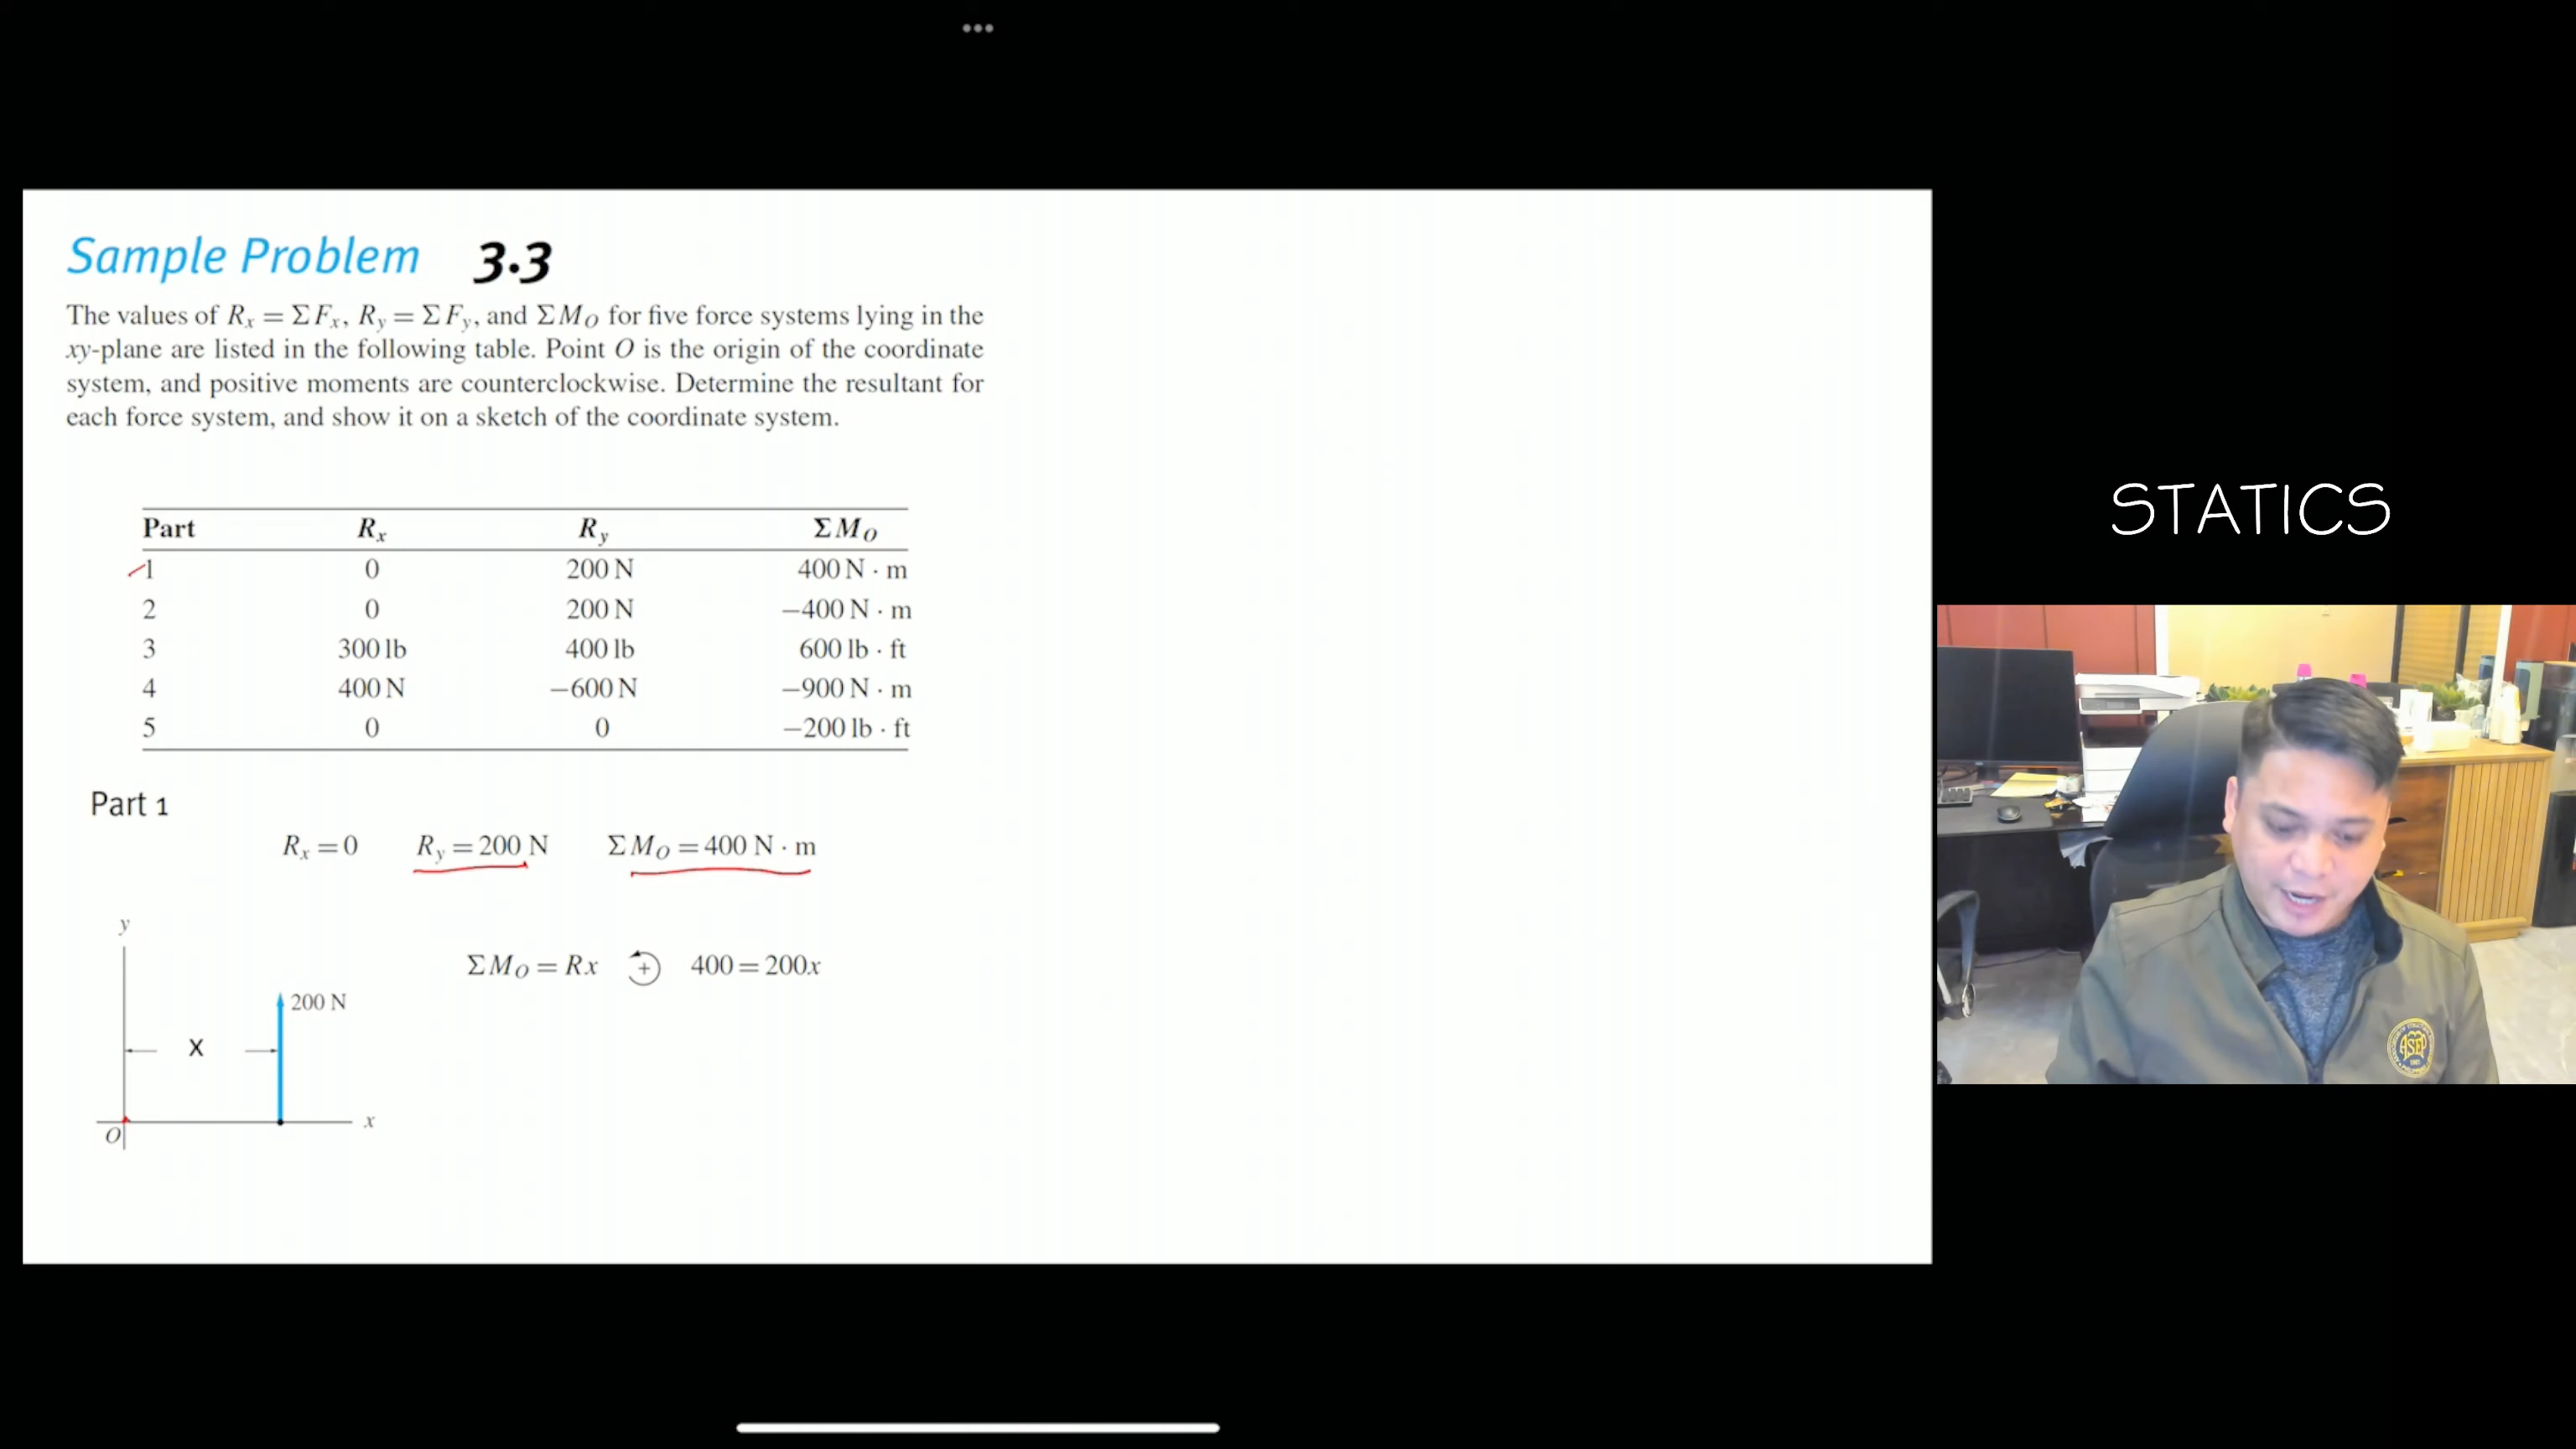 Sample Problem 3.3
The values of Rx = ΣFx, Ry = ΣFy, and ΣMO for five force systems lying in the
xy-plane are listed in the following table. Point O is the origin of the coordinate
system, and positive moments are counterclockwise. Determine the resultant for
each force system, and show it on a sketch of the coordinate system.
Part Rx Ry ΣMO
1 0 200 N 400 N · m
2 0 200 N −400 N · m
3 300 lb 400 lb 600 lb · ft
4 400 N −600 N −900 N · m
5 0 0 −200 lb · ft
Part 1
Rx = 0 Ry = 200 N ΣMO = 400 N · m
y
ΣMO = Rx + 400 = 200x
200 N
X
x
O
STATICS
ASEP